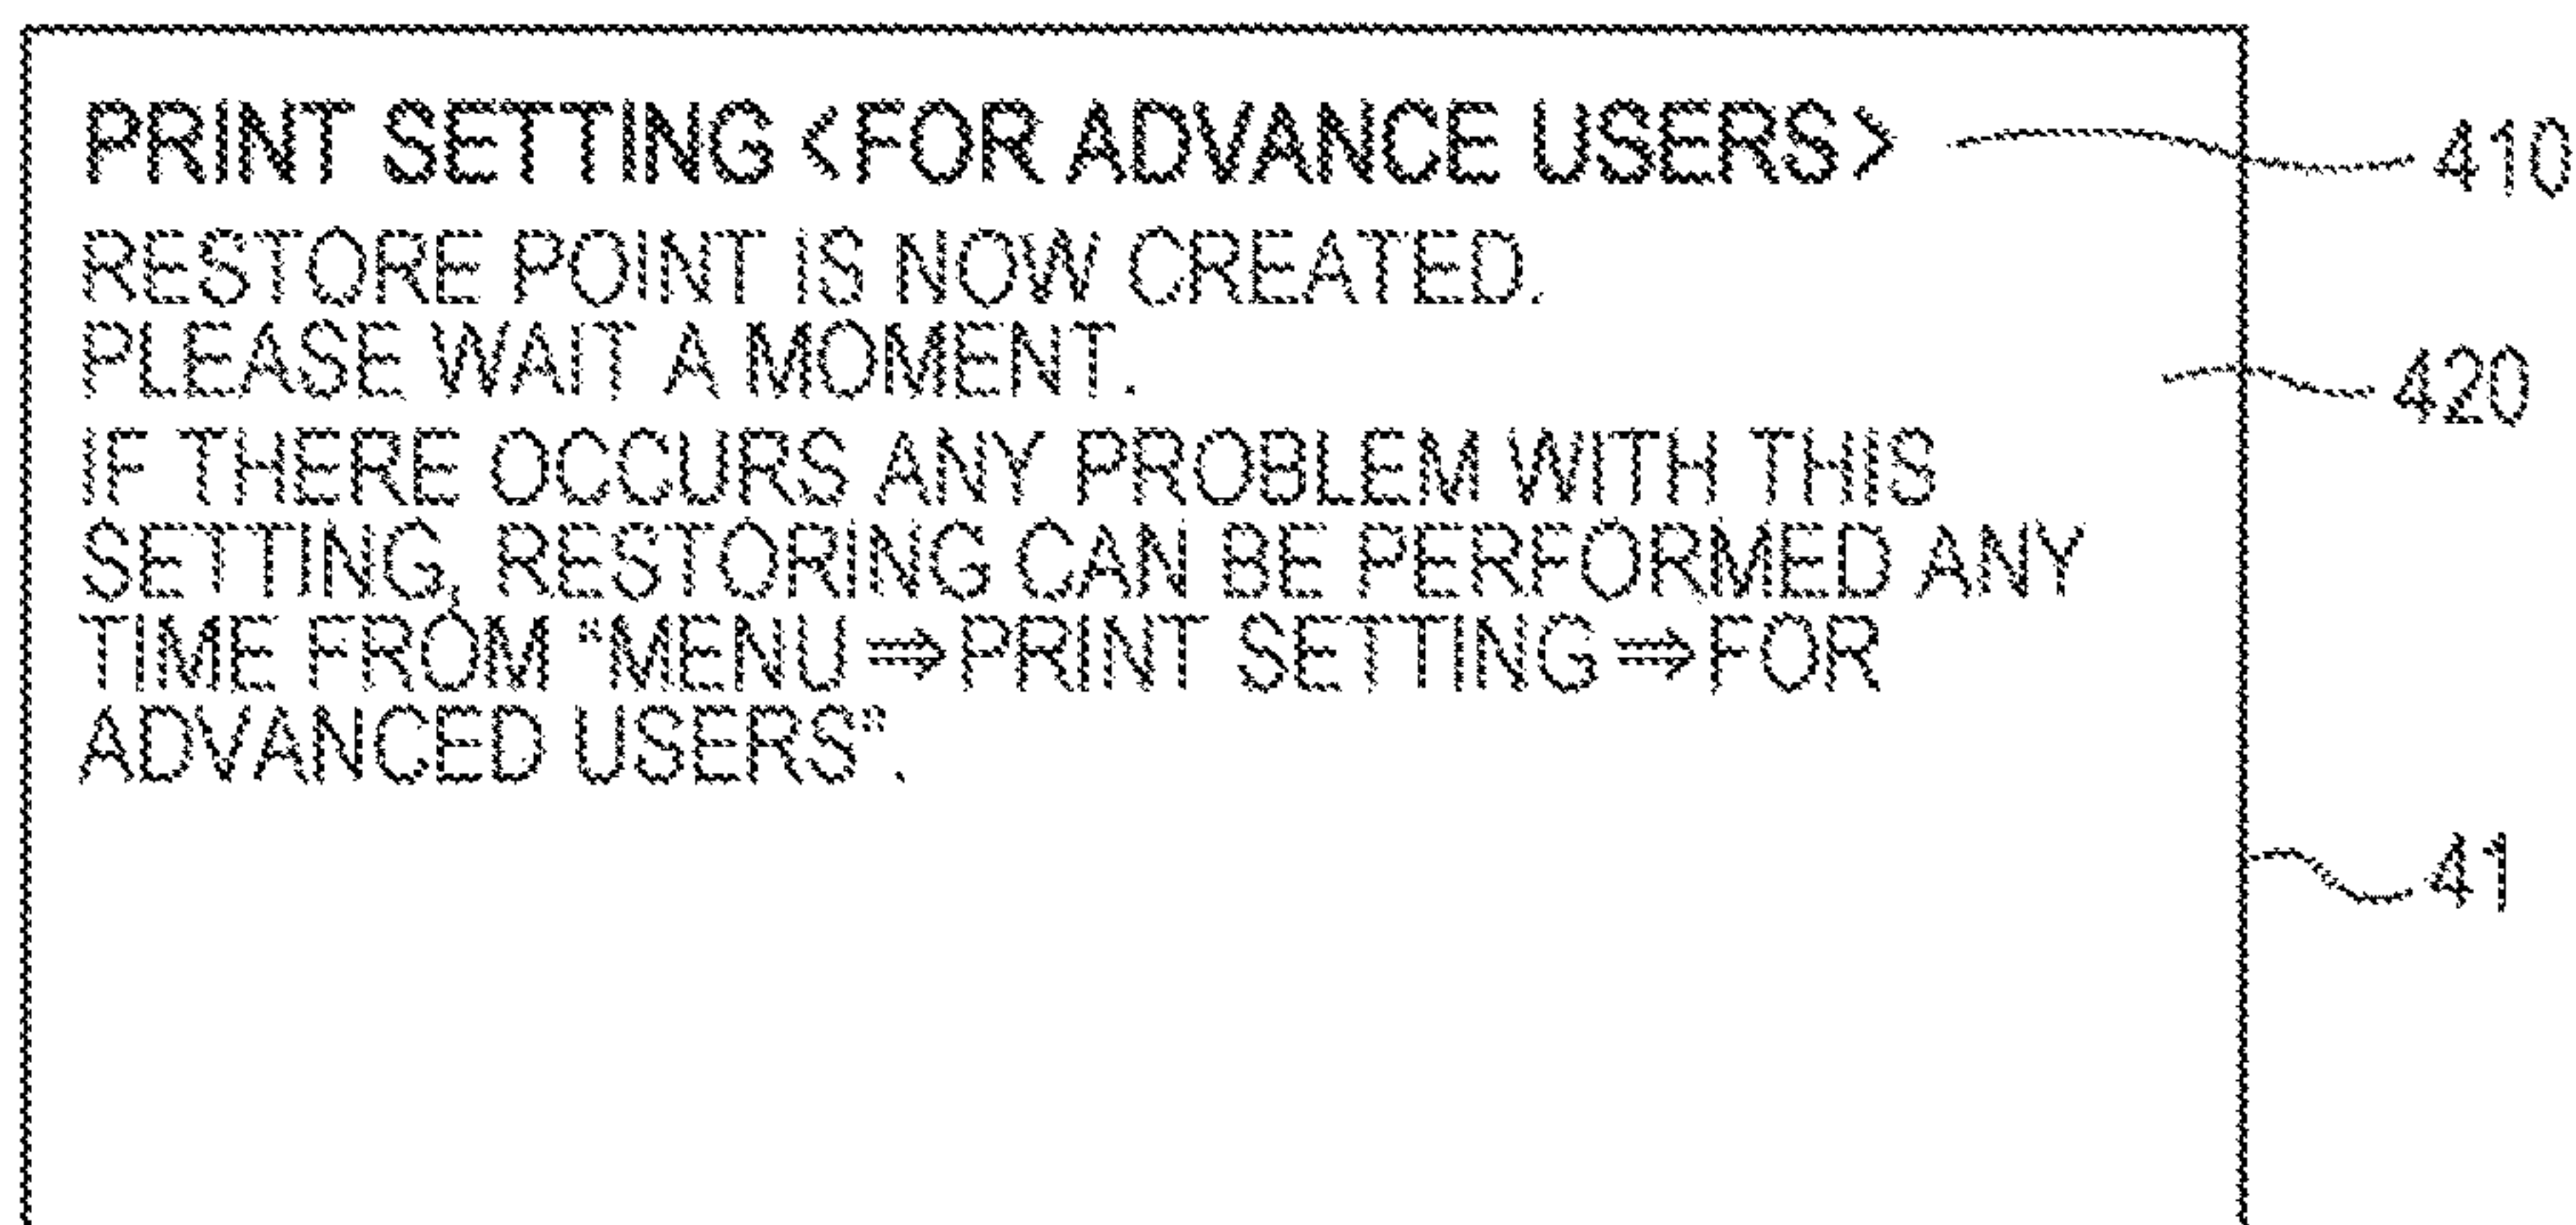 PRINT SETTING <FOR ADVANCE USERS>
410
RESTORE POINT IS NOW CREATED.
PLEASE WAIT A MOMENT.
420
IF THERE OCCURS ANY PROBLEM WITH THIS
SETTING, RESTORING CAN BE PERFORMED ANY
TIME FROM "MENU⇒PRINT SETTING⇒FOR
ADVANCED USERS".
41